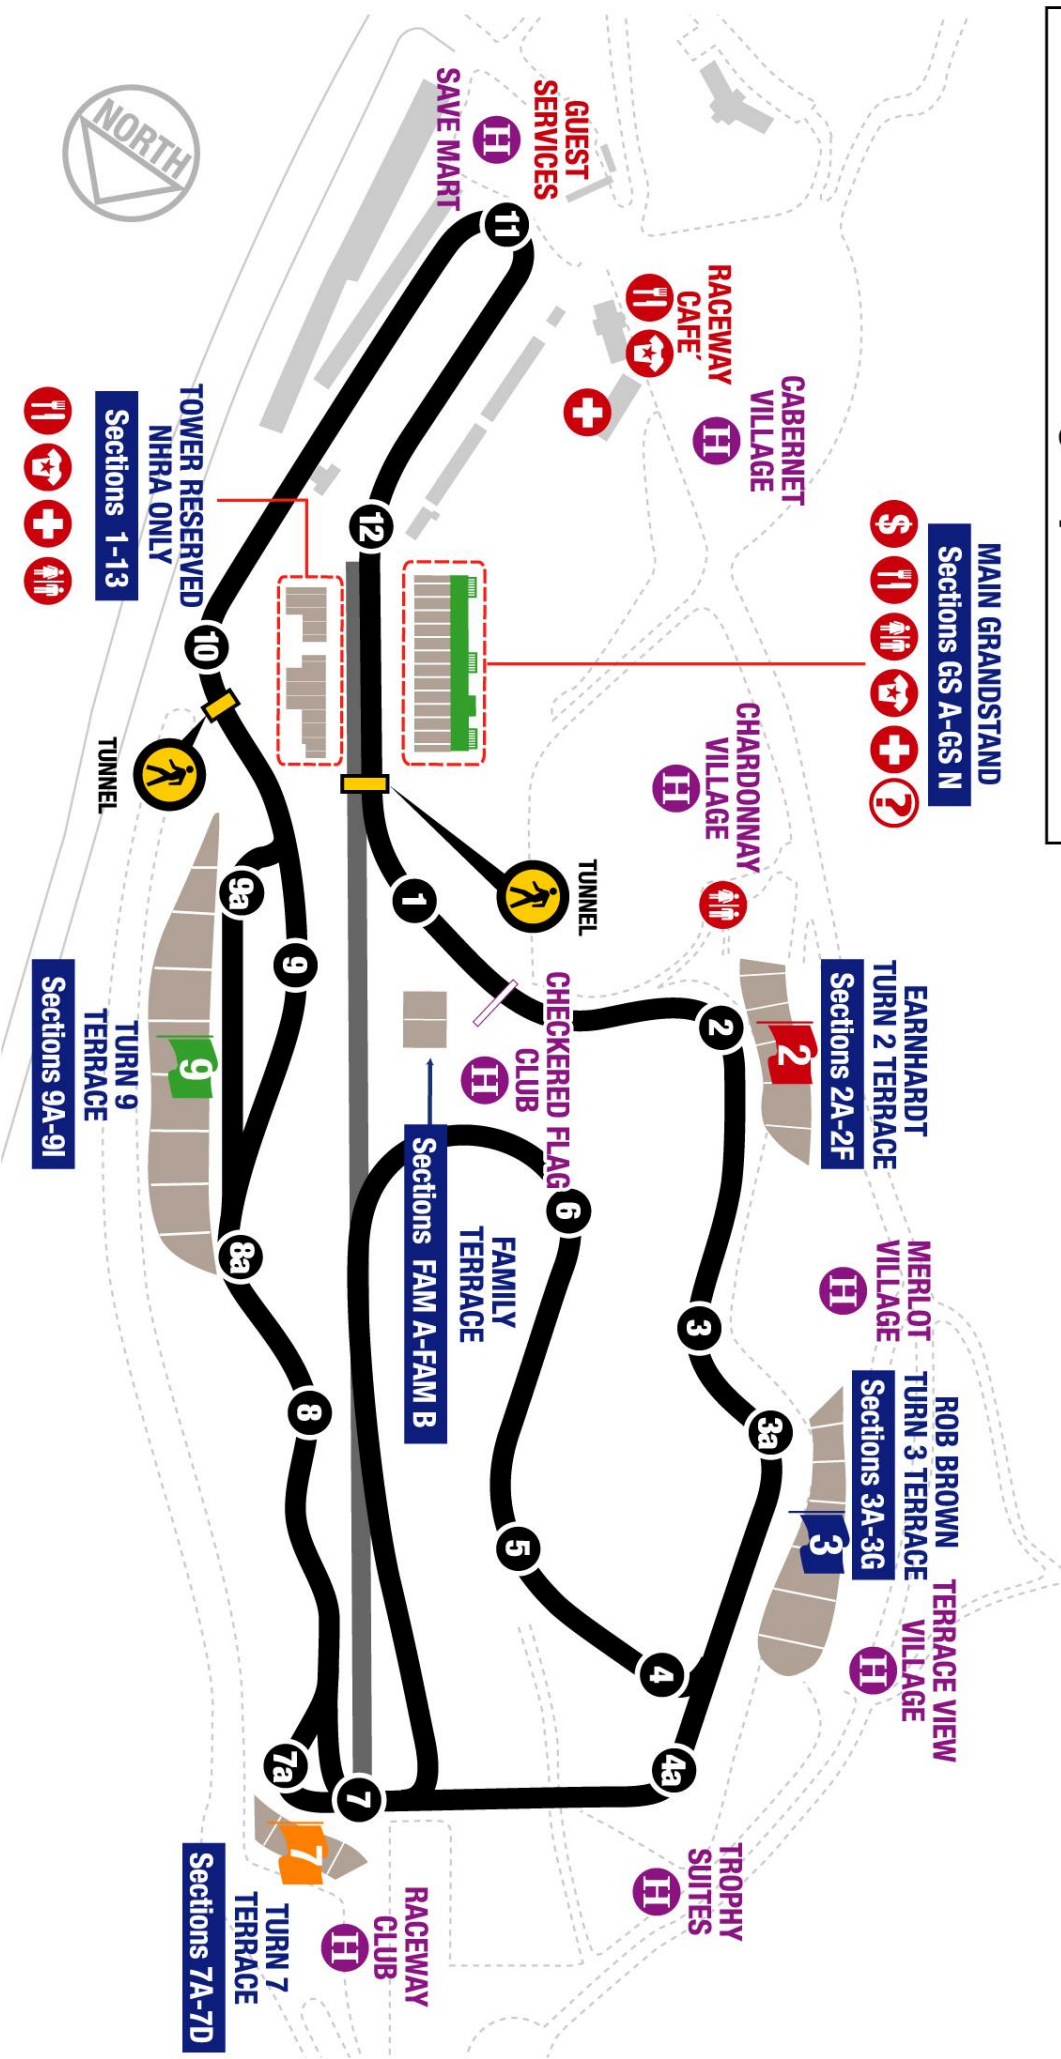 NORTH
GUEST
SERVICES
H
SAVE MART
11
RACEWAY
CAFE´
CABERNET
VILLAGE
H
MAIN GRANDSTAND
Sections GS A-GS N
$
?
TOWER RESERVED
NHRA ONLY
Sections 1-13
12
10
TUNNEL
TUNNEL
CHARDONNAY
VILLAGE
H
1
9a
9
CHECKERED FLAG
CLUB
H
2
EARNHARDT
TURN 2 TERRACE
Sections 2A-2F
2
TURN 9
TERRACE
Sections 9A-9I
9
FAMILY
TERRACE
Sections FAM A-FAM B
6
8a
MERLOT
VILLAGE
H
3
3a
ROB BROWN
TURN 3 TERRACE
Sections 3A-3G
3
8
5
TERRACE VIEW
VILLAGE
H
4
4a
7a
7
TROPHY
SUITES
H
7
TURN 7
TERRACE
Sections 7A-7D
RACEWAY
CLUB
H